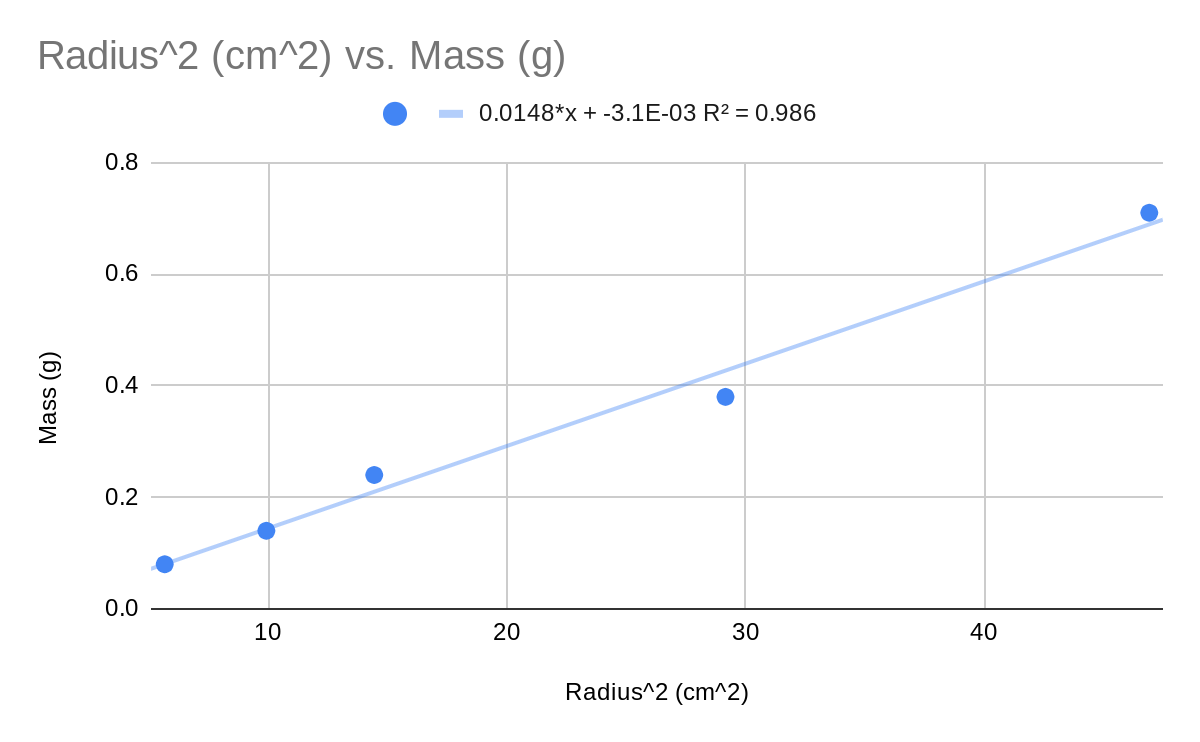 Radius^2 (cm^2) vs. Mass (g)
0.0148*x + -3.1E-03 R² = 0.986
0.8
0.6
0.4
0.2
0.0
Mass (g)
10 20 30 40
Radius^2 (cm^2)